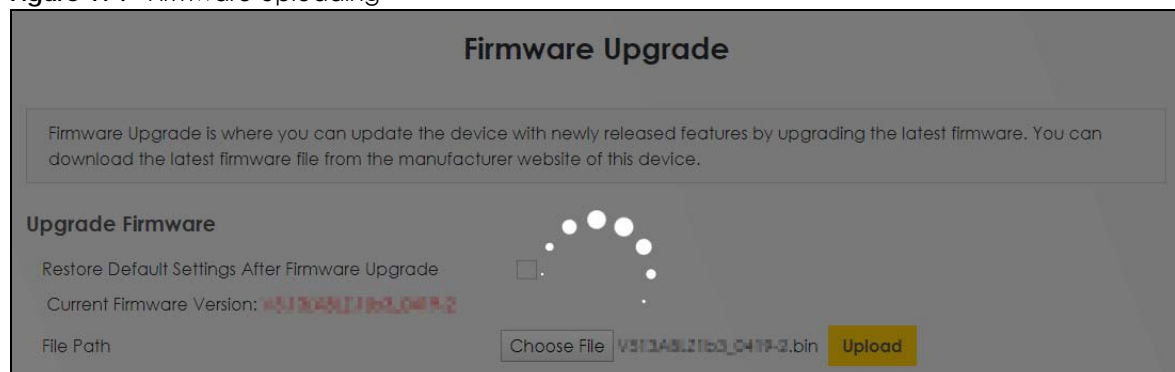 Firmware Upgrade
Firmware Upgrade is where you can update the device with newly released features by upgrading the latest firmware. You can
download the latest firmware file from the manufacturer website of this device.
Upgrade Firmware
Restore Default Settings After Firmware Upgrade
Current Firmware Version:
File Path
Choose File .bin Upload